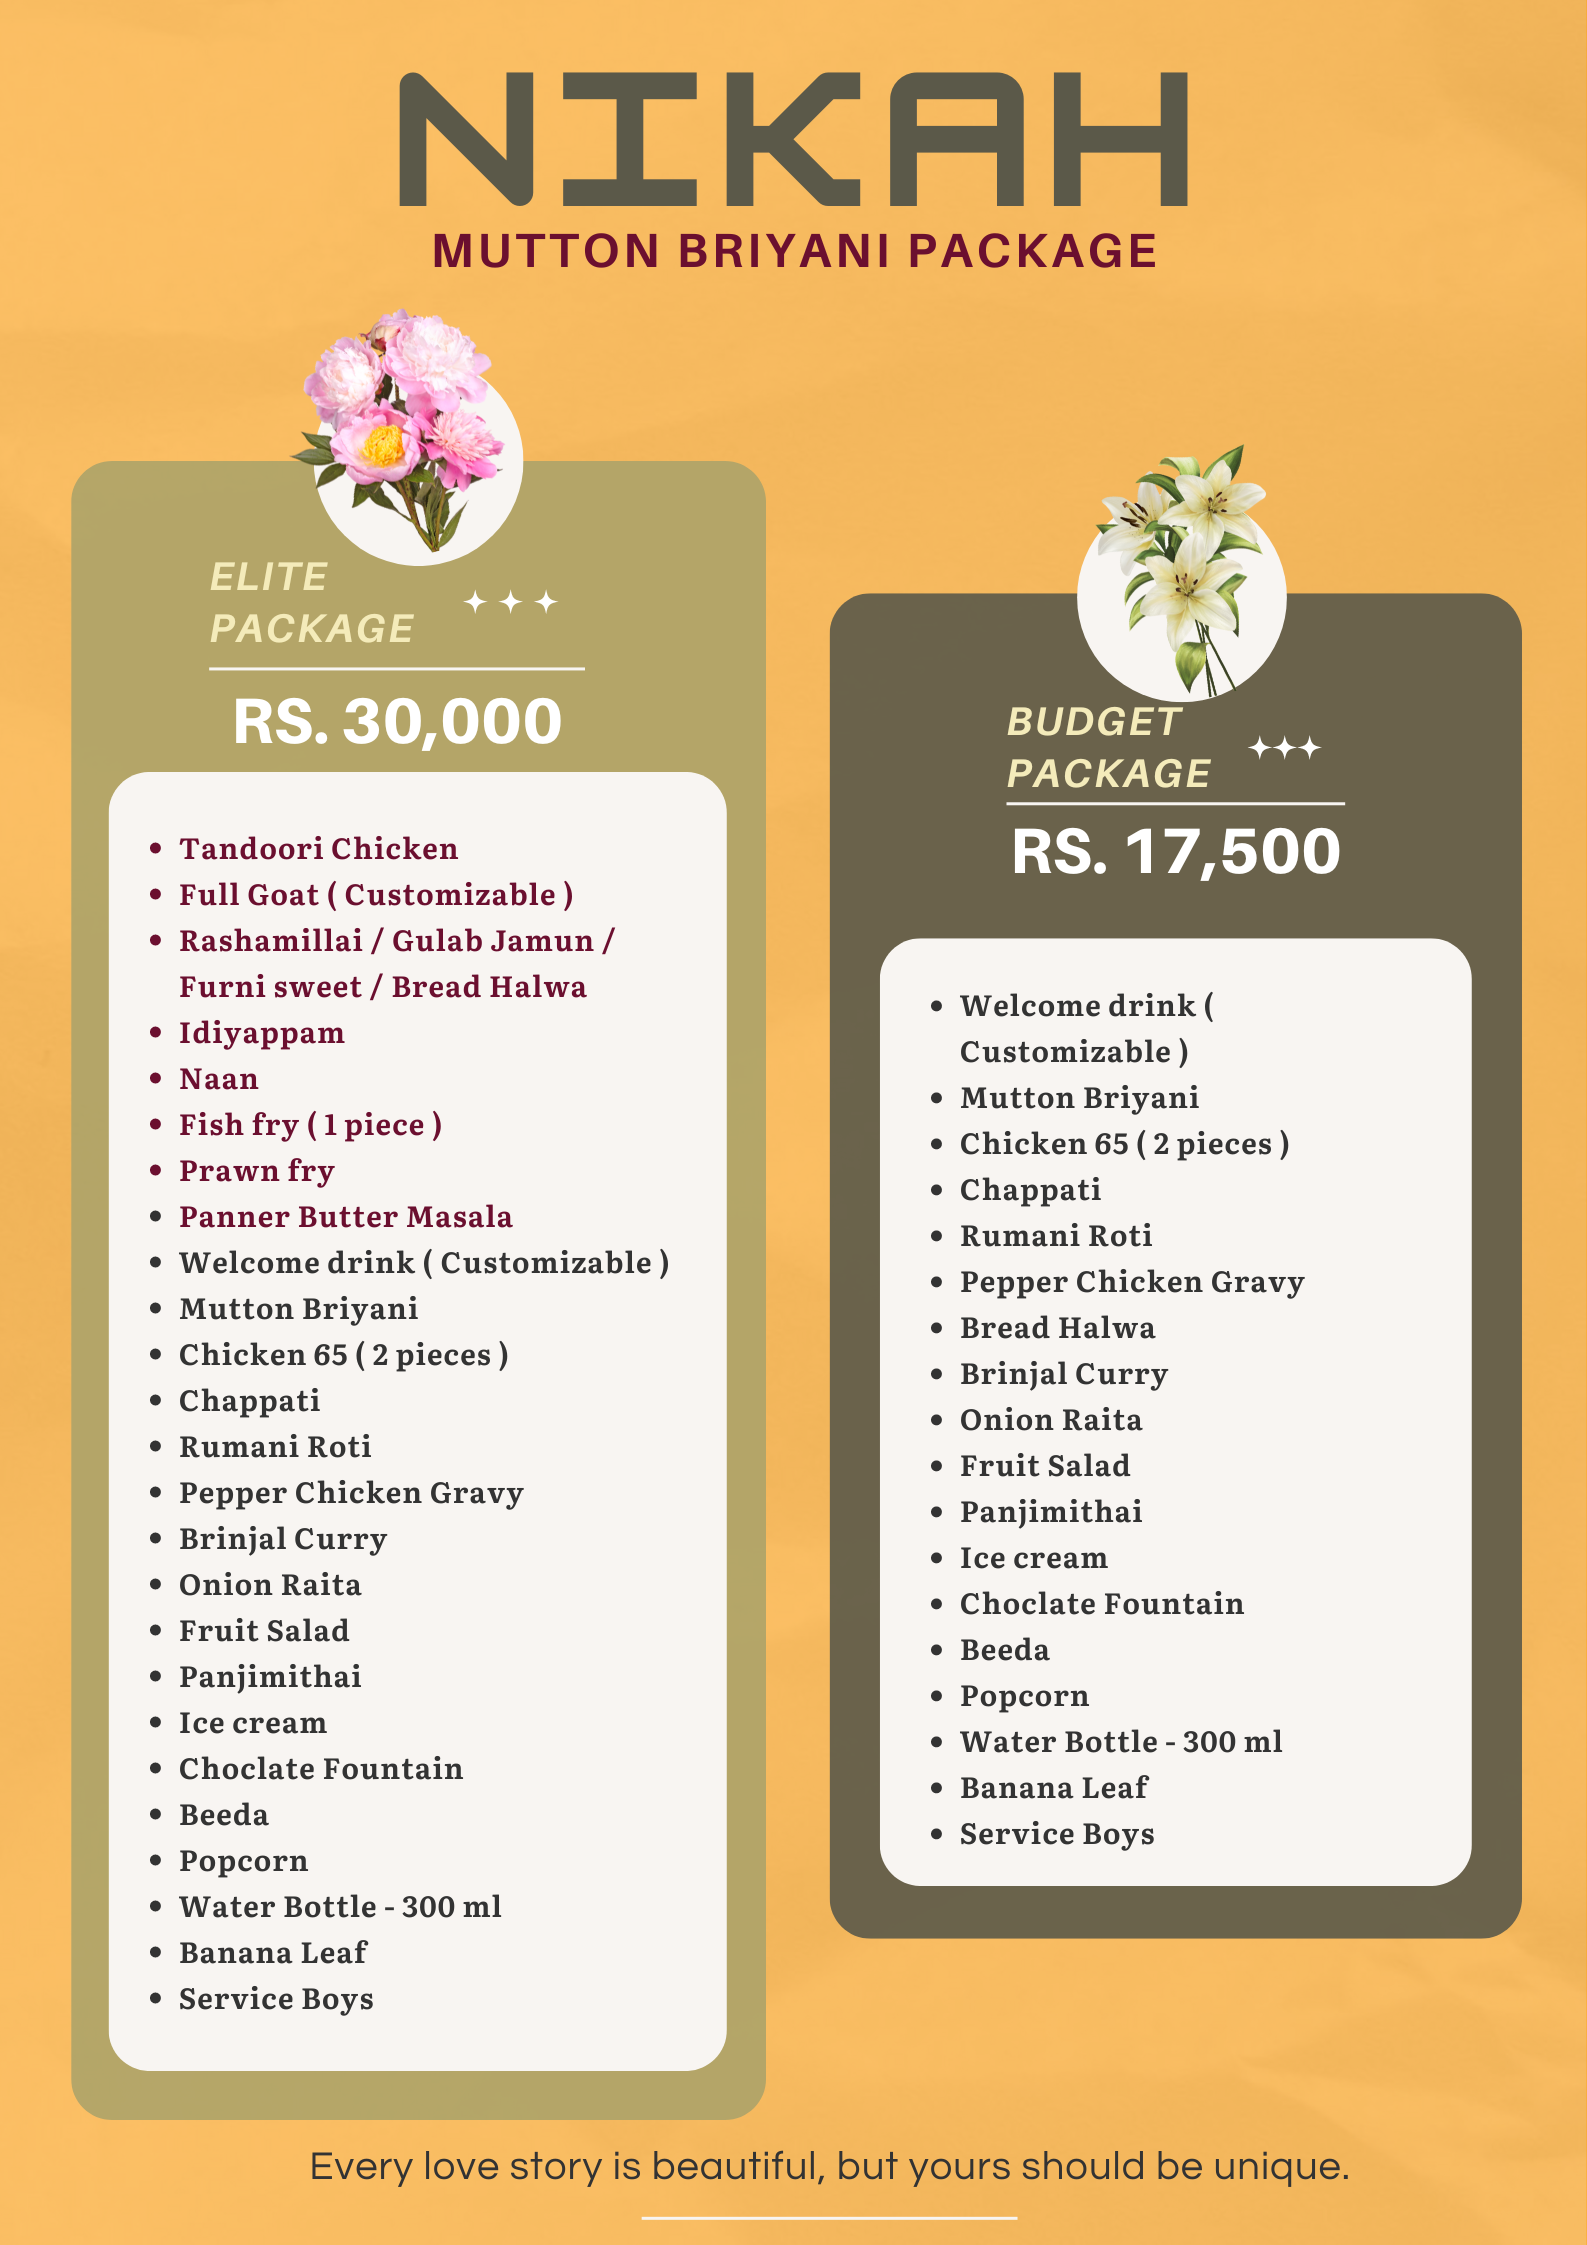 NIKAH
MUTTON BRIYANI PACKAGE
ELITE
PACKAGE
RS. 30,000
• Tandoori Chicken
• Full Goat ( Customizable )
• Rashamillai / Gulab Jamun /
Furni sweet / Bread Halwa
• Idiyappam
• Naan
• Fish fry ( 1 piece )
• Prawn fry
• Panner Butter Masala
• Welcome drink ( Customizable )
• Mutton Briyani
• Chicken 65 ( 2 pieces )
• Chappati
• Rumani Roti
• Pepper Chicken Gravy
• Brinjal Curry
• Onion Raita
• Fruit Salad
• Panjimithai
• Ice cream
• Choclate Fountain
• Beeda
• Popcorn
• Water Bottle - 300 ml
• Banana Leaf
• Service Boys
BUDGET
PACKAGE
RS. 17,500
• Welcome drink (
Customizable )
• Mutton Briyani
• Chicken 65 ( 2 pieces )
• Chappati
• Rumani Roti
• Pepper Chicken Gravy
• Bread Halwa
• Brinjal Curry
• Onion Raita
• Fruit Salad
• Panjimithai
• Ice cream
• Choclate Fountain
• Beeda
• Popcorn
• Water Bottle - 300 ml
• Banana Leaf
• Service Boys
Every love story is beautiful, but yours should be unique.